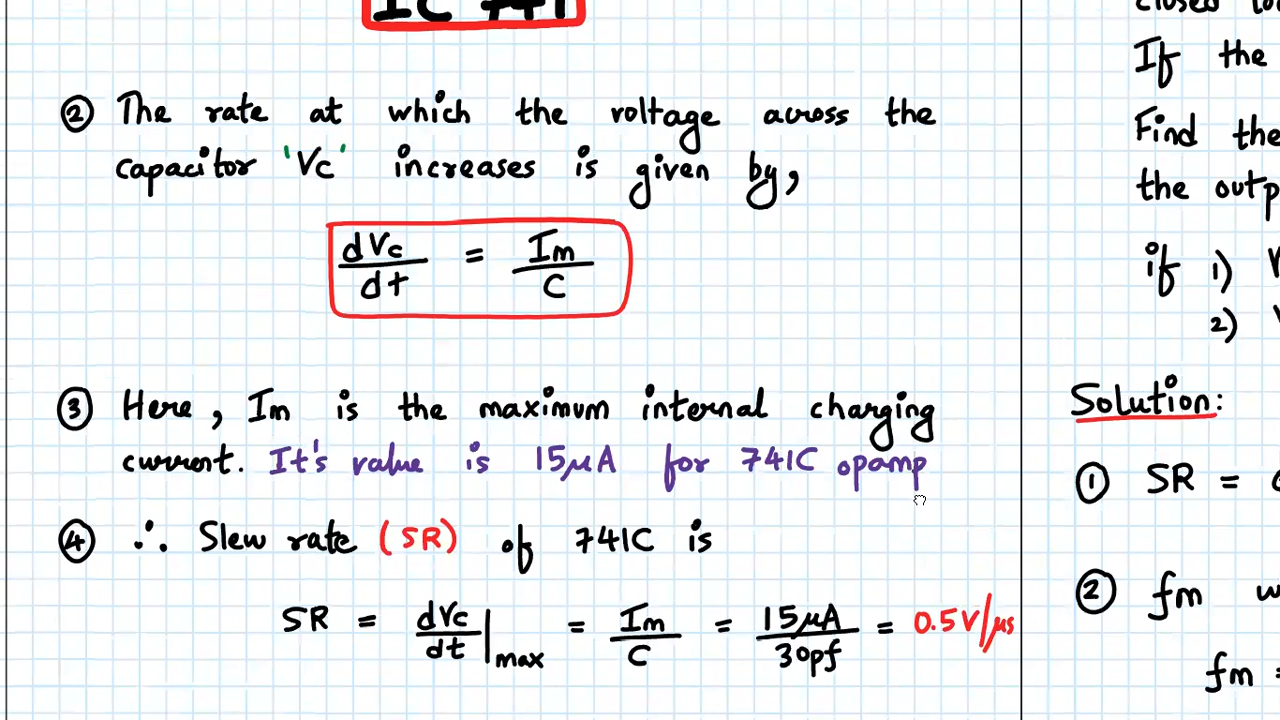 IC 741
② The rate at which the voltage across the
capacitor 'Vc' increases is given by,
dVc/dt = Im/C
③ Here, Im is the maximum internal charging
current. It's value is 15μA for 741C opamp
④ ∴ Slew rate (SR) of 741C is
SR = dVc/dt|max = Im/C = 15μA/30pf = 0.5V/μs
closed
If the
Find the
the outp
if 1) V
2) V
Solution:
① SR =
② fm w
fm =